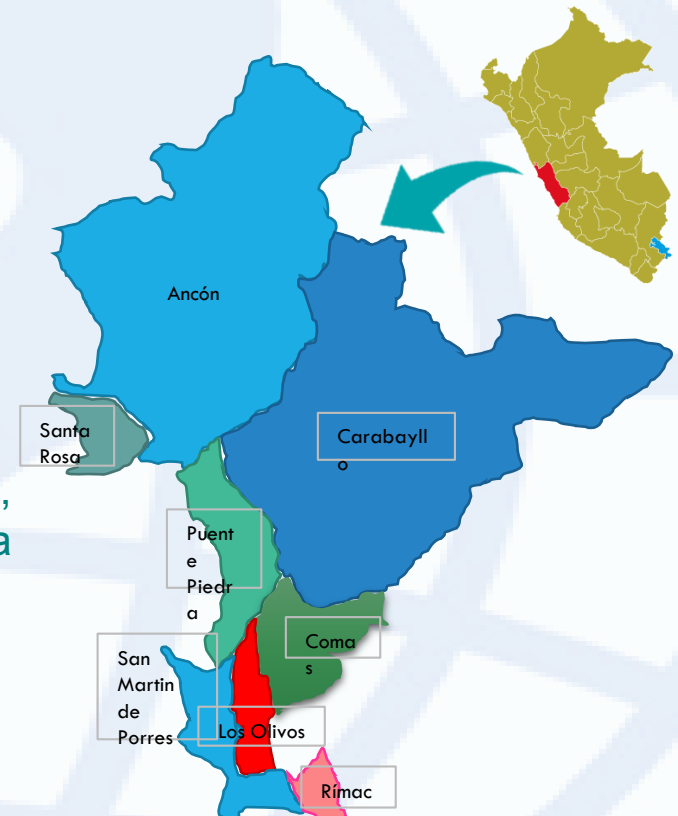 Ancón
Santa
Rosa
Carabayll
o
,
a
Puent
e
Piedr
a
Coma
s
San
Martin
de
Porres
Los Olivos
Rímac